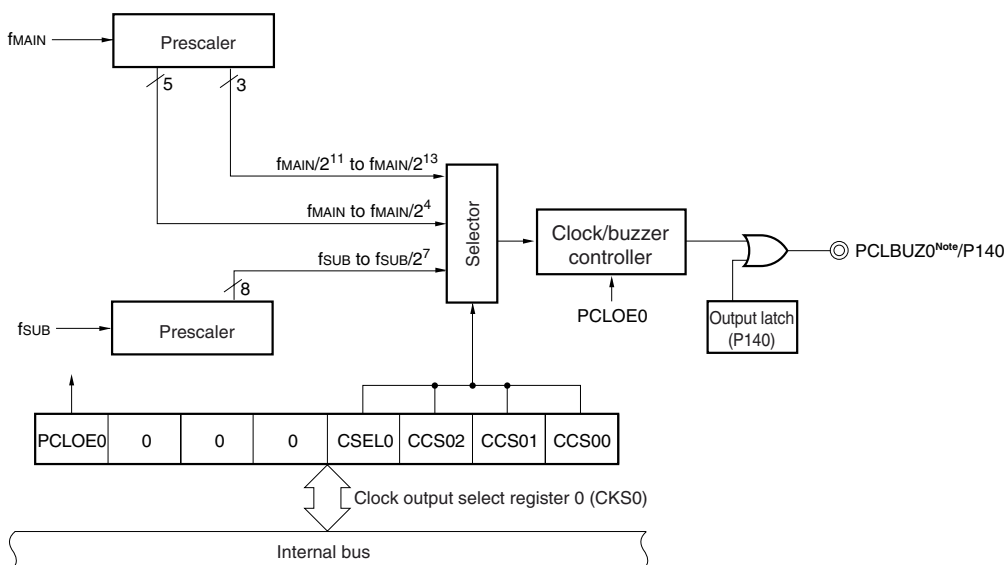 fMAIN
Prescaler
5
3
fMAIN/2¹¹ to fMAIN/2¹³
fMAIN to fMAIN/2⁴
fSUB to fSUB/2⁷
8
fSUB
Prescaler
Selector
Clock/buzzer
controller
PCLOE0
PCLBUZ0Note/P140
Output latch
(P140)
PCLOE0 0 0 0 CSEL0 CCS02 CCS01 CCS00
Clock output select register 0 (CKS0)
Internal bus